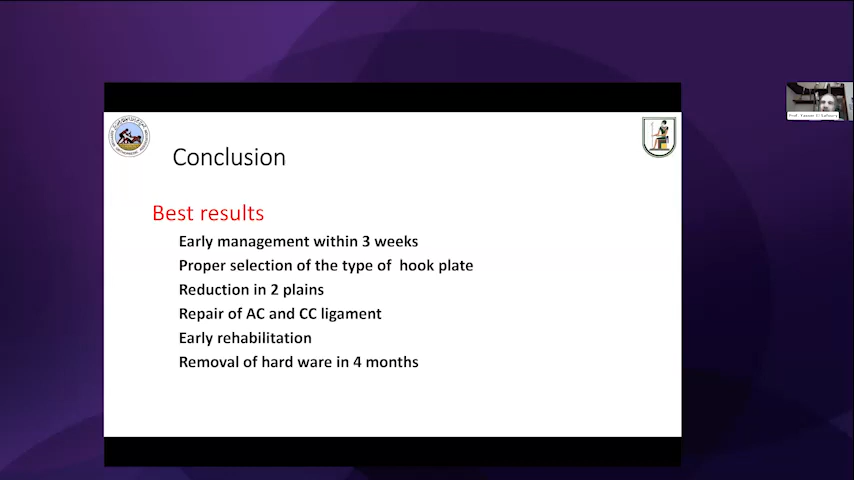 Conclusion
Best results
Early management within 3 weeks
Proper selection of the type of hook plate
Reduction in 2 plains
Repair of AC and CC ligament
Early rehabilitation
Removal of hard ware in 4 months